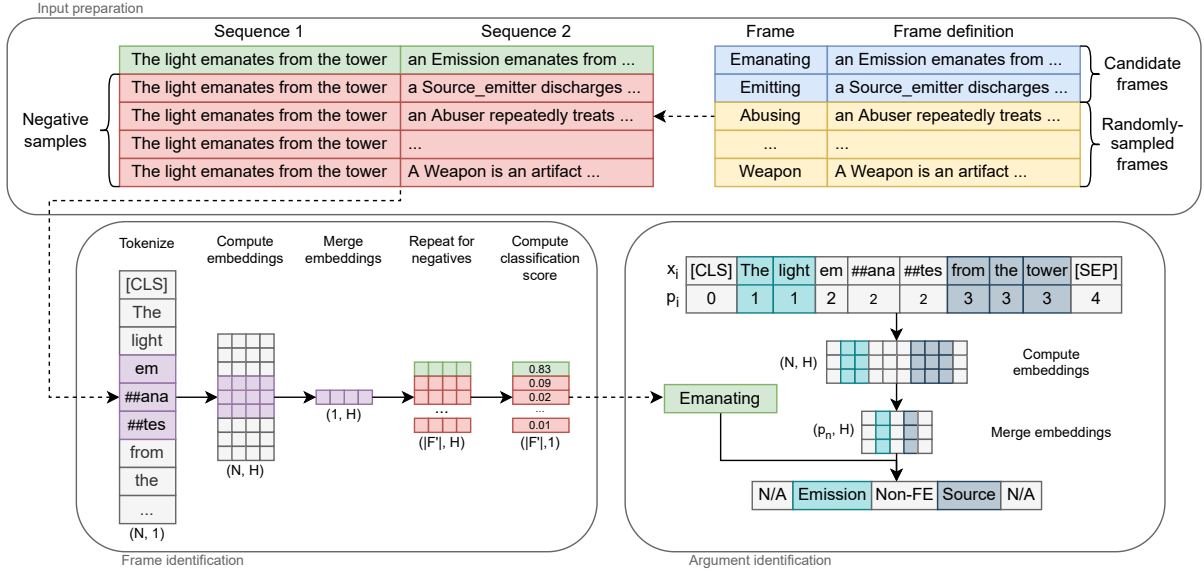 Input preparation
Sequence 1 Sequence 2 Frame Frame definition
The light emanates from the tower an Emission emanates from ... Emanating an Emission emanates from ...
The light emanates from the tower a Source_emitter discharges ... Emitting a Source_emitter discharges ...
The light emanates from the tower an Abuser repeatedly treats ... Abusing an Abuser repeatedly treats ...
The light emanates from the tower ... ... ...
The light emanates from the tower A Weapon is an artifact ... Weapon A Weapon is an artifact ...
Negative
samples
Candidate
frames
Randomly-
sampled
frames
Tokenize
Compute
embeddings
Merge
embeddings
Repeat for
negatives
Compute
classification
score
[CLS]
The
light
em
##ana
##tes
from
the
...
(N, 1)
(N, H)
(1, H)
...
(|F'|, H)
0.83
0.09
0.02
...
0.01
(|F'|,1)
Frame identification
xi [CLS] The light em ##ana ##tes from the tower [SEP]
pi 0 1 1 2 2 2 3 3 3 4
(N, H)
Compute
embeddings
Emanating
(pn, H)
Merge embeddings
N/A Emission Non-FE Source N/A
Argument identification